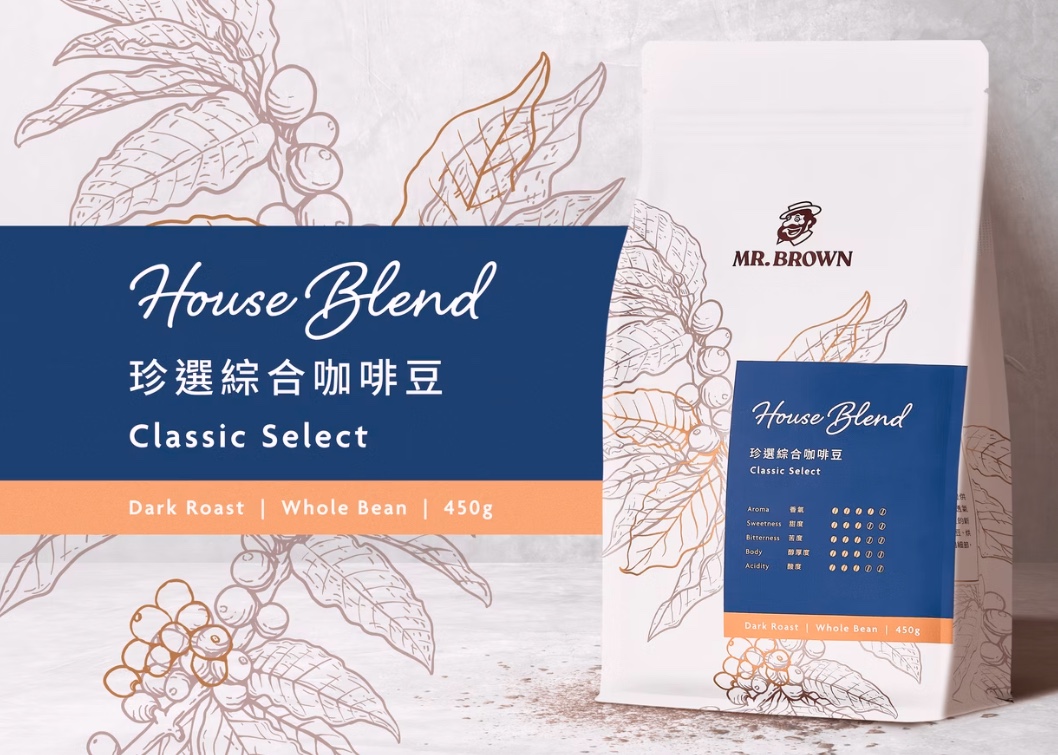 House Blend
珍選綜合咖啡豆
Classic Select
Dark Roast | Whole Bean | 450g
MR. BROWN
House Blend
珍選綜合咖啡豆
Classic Select
Aroma 香氣
Sweetness 甜度
Bitterness 苦度
Body 醇厚度
Acidity 酸度
Dark Roast | Whole Bean | 450g